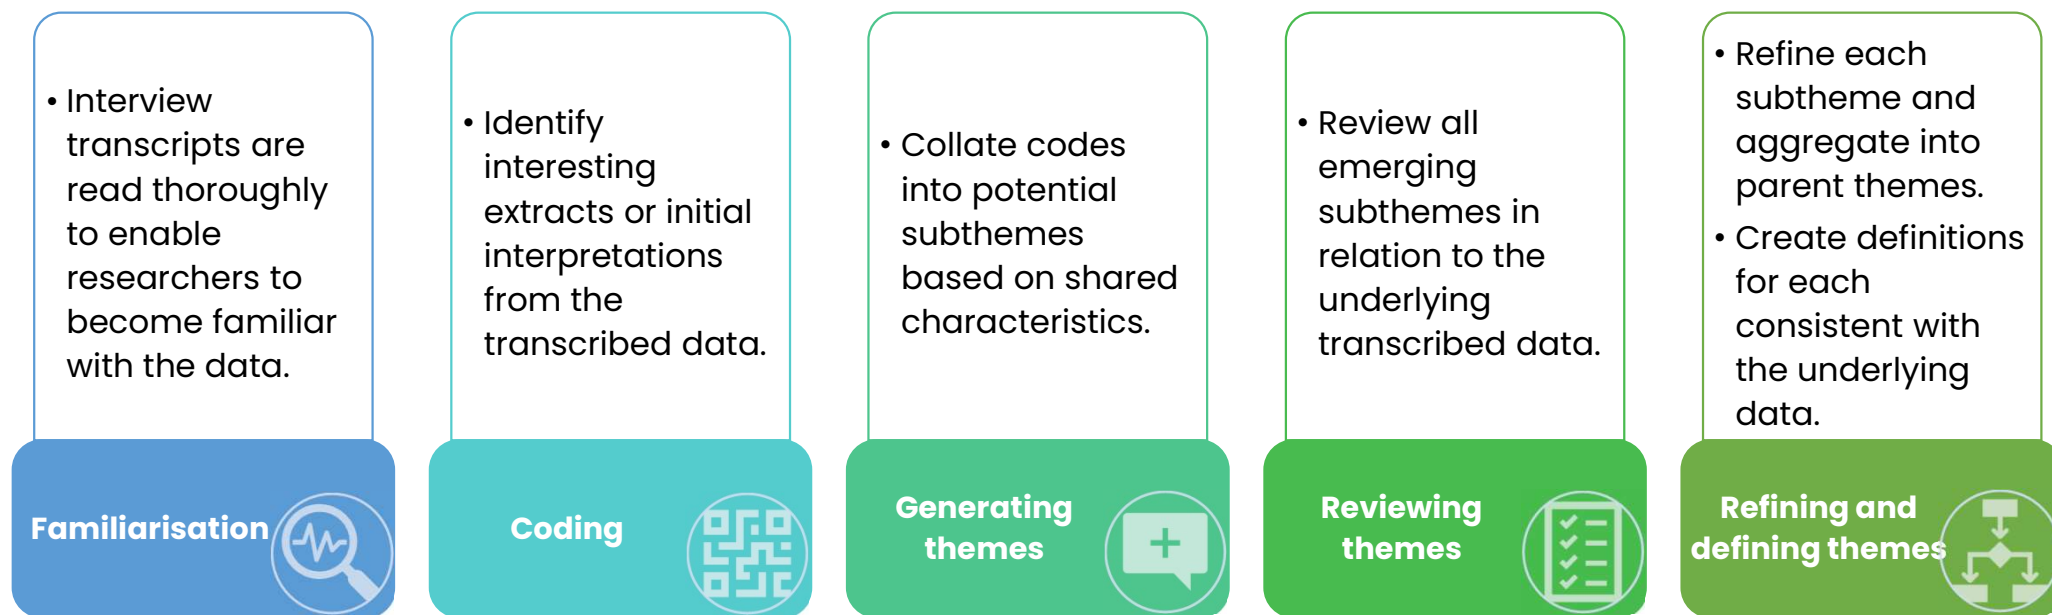 • Interview
transcripts are
read thoroughly
to enable
researchers to
become familiar
with the data.
Familiarisation
• Identify
interesting
extracts or initial
interpretations
from the
transcribed data.
Coding
• Collate codes
into potential
subthemes
based on shared
characteristics.
Generating
themes
• Review all
emerging
subthemes in
relation to the
underlying
transcribed data.
Reviewing
themes
• Refine each
subtheme and
aggregate into
parent themes.
• Create definitions
for each
consistent with
the underlying
data.
Refining and
defining themes